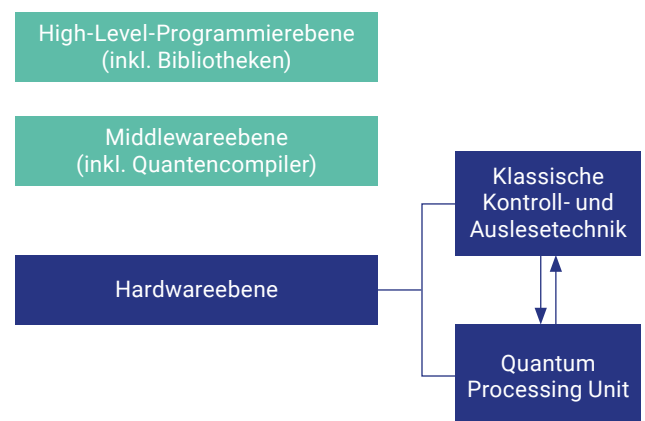 High-Level-Programmierebene
(inkl. Bibliotheken)
Middlewareebene
(inkl. Quantencompiler)
Hardwareebene
Klassische
Kontroll- und
Auslesetechnik
Quantum
Processing Unit